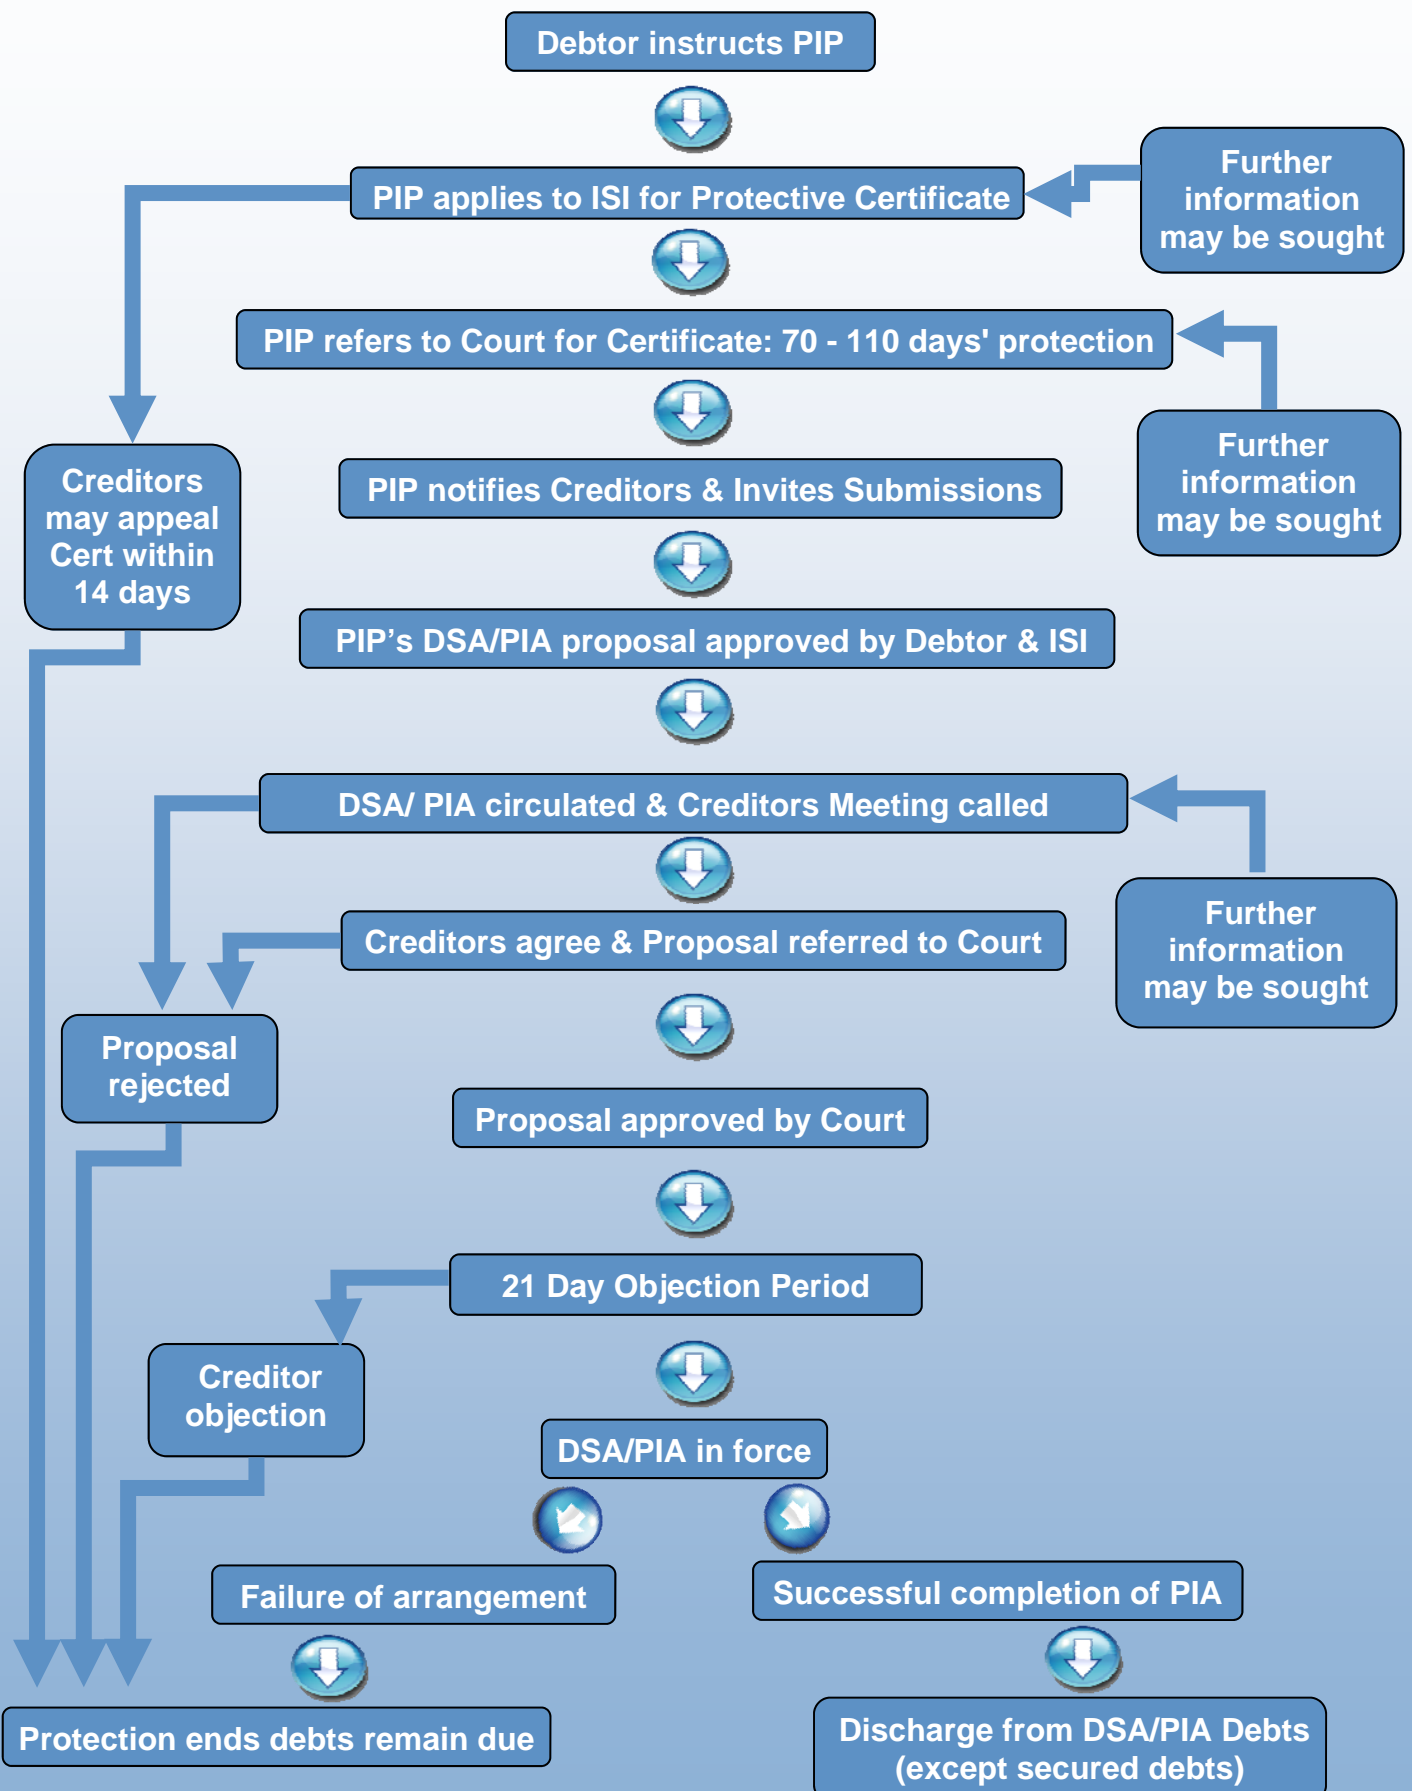 Debtor instructs PIP
Further
information
may be sought
PIP applies to ISI for Protective Certificate
PIP refers to Court for Certificate: 70 - 110 days' protection
Further
information
may be sought
Creditors
may appeal
Cert within
14 days
PIP notifies Creditors & Invites Submissions
PIP’s DSA/PIA proposal approved by Debtor & ISI
DSA/ PIA circulated & Creditors Meeting called
Further
information
may be sought
Creditors agree & Proposal referred to Court
Proposal
rejected
Proposal approved by Court
21 Day Objection Period
Creditor
objection
DSA/PIA in force
Failure of arrangement
Successful completion of PIA
Protection ends debts remain due
Discharge from DSA/PIA Debts
(except secured debts)